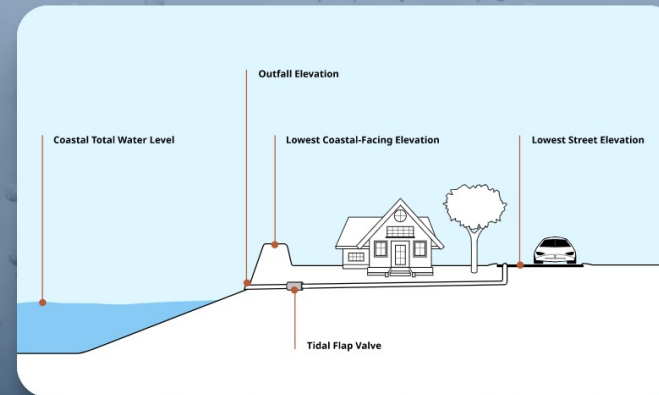 Outfall Elevation
Coastal Total Water Level
Lowest Coastal-Facing Elevation
Lowest Street Elevation
Tidal Flap Valve